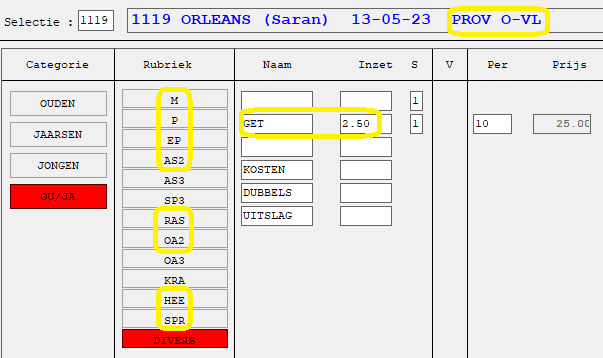 Selectie : 1119 1119 ORLEANS (Saran) 13-05-23 PROV O-VL
Categorie Rubriek Naam Inzet S V Per Prijs
OUDEN
JAARSEN
JONGEN
OU/JA
M
P
EP
AS2
AS3
SP3
RAS
OA2
OA3
KRA
HEE
SPR
DIVERS
1
GET 2.50 1 10 25.00
KOSTEN
DUBBELS
UITSLAG